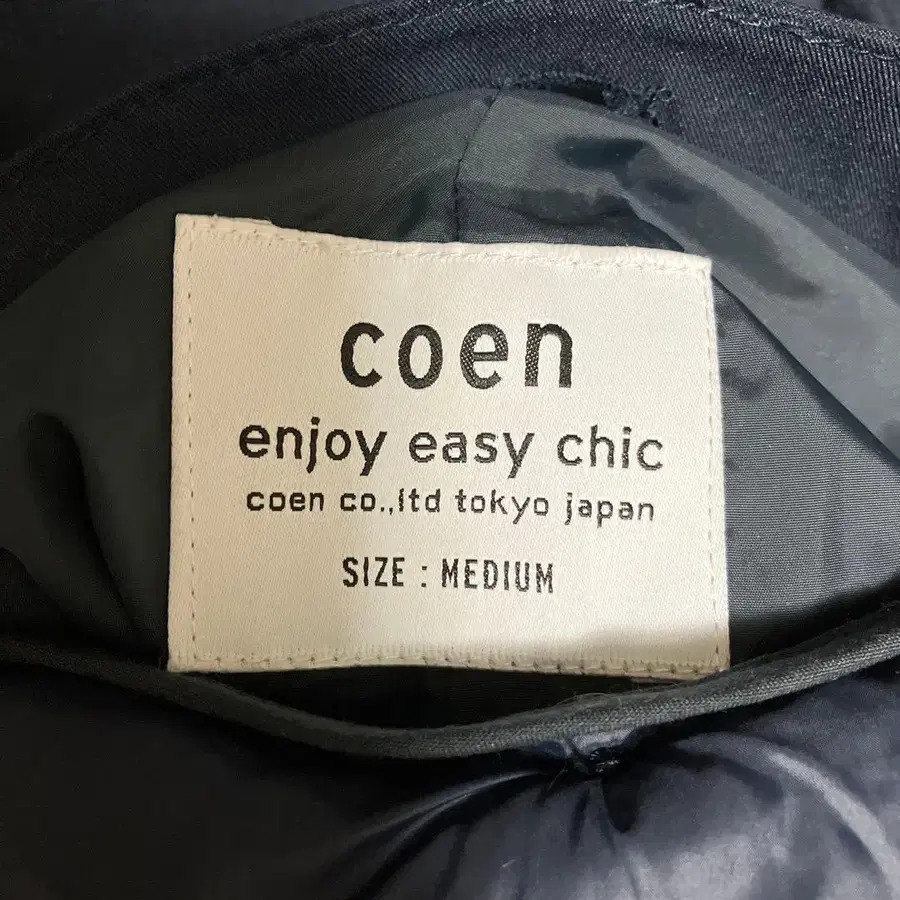 coen
enjoy easy chic
coen co.,ltd tokyo japan
SIZE : MEDIUM